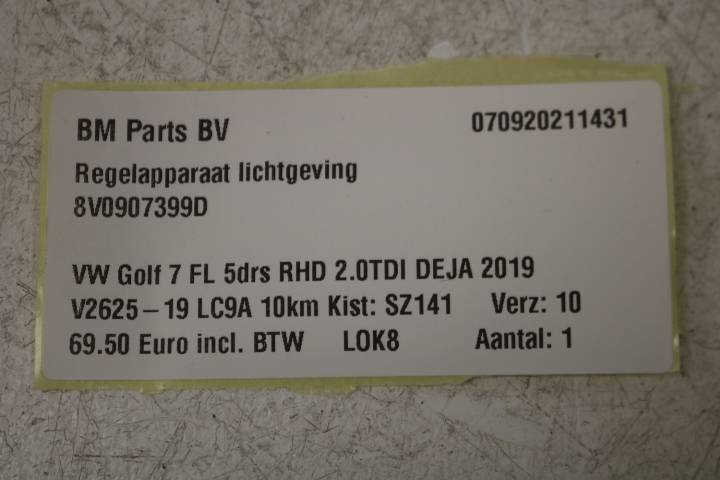 BM Parts BV 070920211431
Regelapparaat lichtgeving
8V0907399D
VW Golf 7 FL 5drs RHD 2.0TDI DEJA 2019
V2625-19 LC9A 10km Kist: SZ141 Verz: 10
69.50 Euro incl. BTW LOK8 Aantal: 1